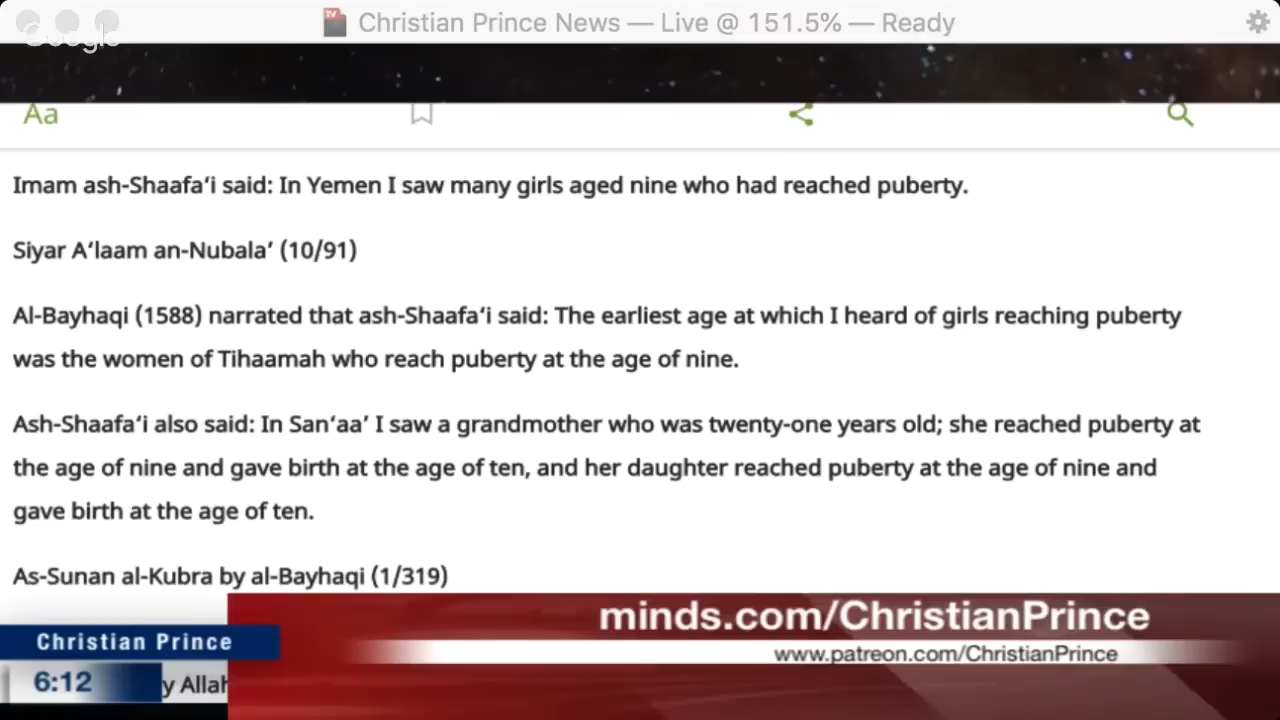 Christian Prince News — Live @ 151.5% — Ready
Google
Aa
Imam ash-Shaafa‘i said: In Yemen I saw many girls aged nine who had reached puberty.
Siyar A‘laam an-Nubala’ (10/91)
Al-Bayhaqi (1588) narrated that ash-Shaafa‘i said: The earliest age at which I heard of girls reaching puberty
was the women of Tihaamah who reach puberty at the age of nine.
Ash-Shaafa‘i also said: In San‘aa’ I saw a grandmother who was twenty-one years old; she reached puberty at
the age of nine and gave birth at the age of ten, and her daughter reached puberty at the age of nine and
gave birth at the age of ten.
As-Sunan al-Kubra by al-Bayhaqi (1/319)
minds.com/ChristianPrince
Christian Prince
www.patreon.com/ChristianPrince
6:12
y Allah